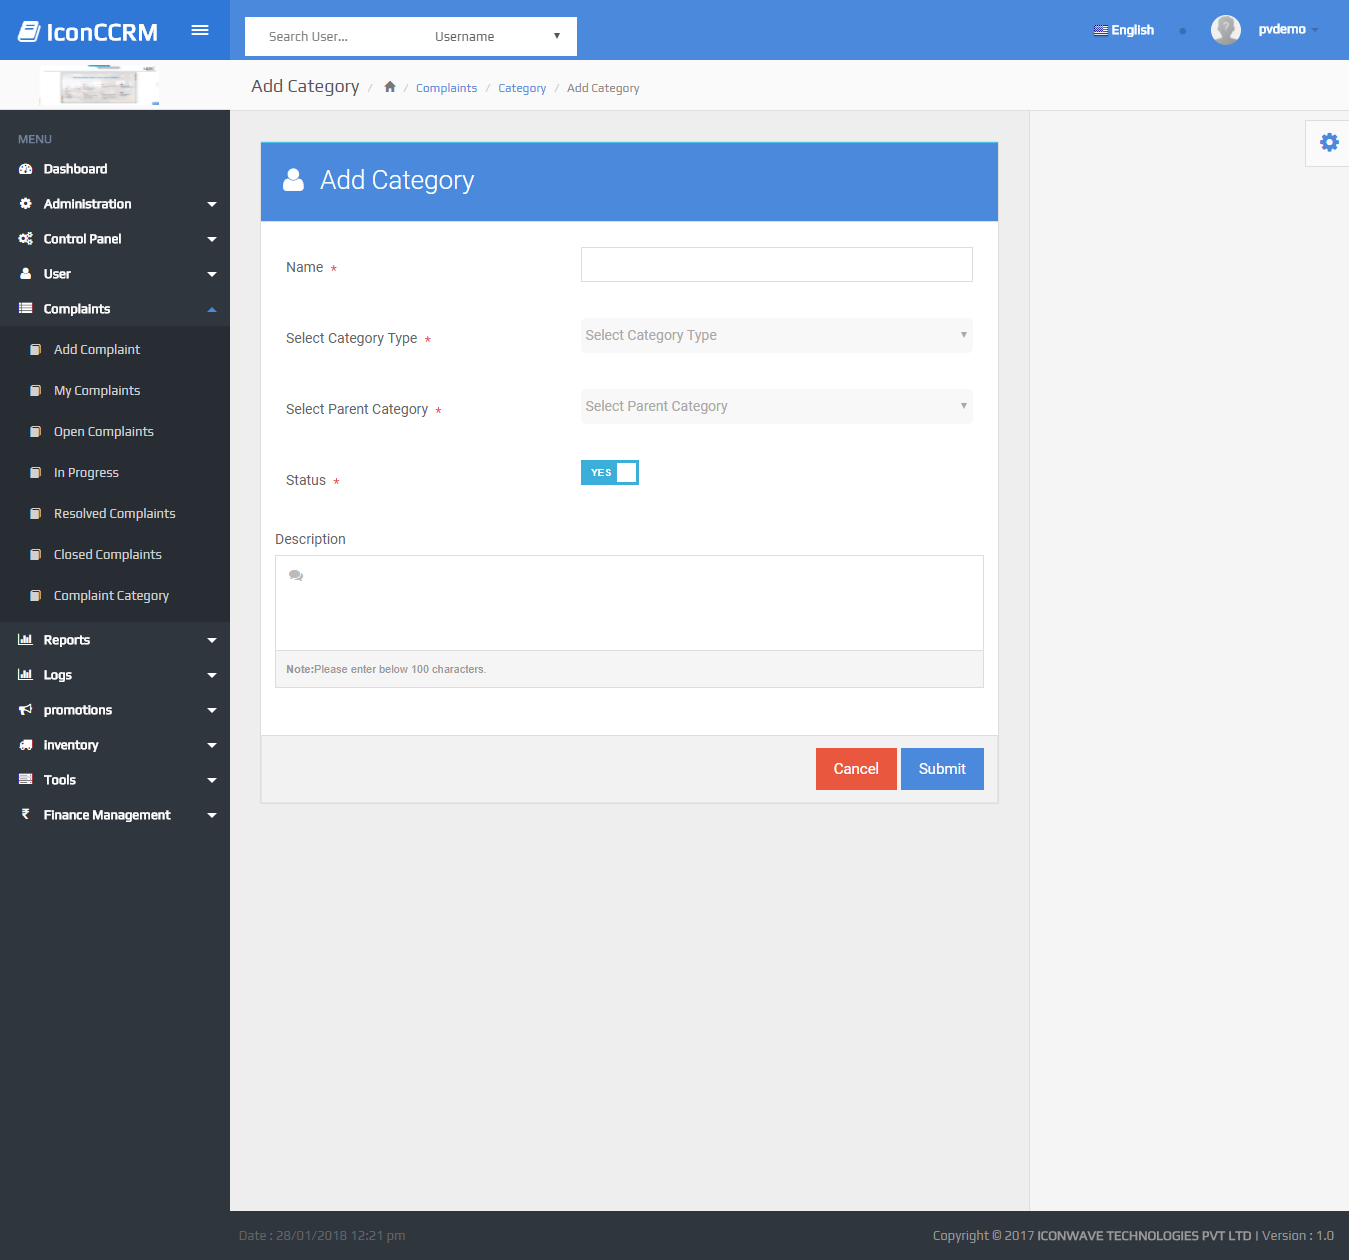 IconCCRM
Search User...
Username
English
pvdemo
Add Category / / Complaints / Category / Add Category
MENU
Dashboard
Administration
Control Panel
User
Complaints
Add Complaint
My Complaints
Open Complaints
In Progress
Resolved Complaints
Closed Complaints
Complaint Category
Reports
Logs
promotions
Inventory
Tools
₹ Finance Management
Add Category
Name *
Select Category Type *
Select Category Type
Select Parent Category *
Select Parent Category
Status *
YES
Description
Note:Please enter below 100 characters.
Cancel
Submit
Date : 28/01/2018 12:21 pm
Copyright © 2017 ICONWAVE TECHNOLOGIES PVT LTD | Version : 1.0